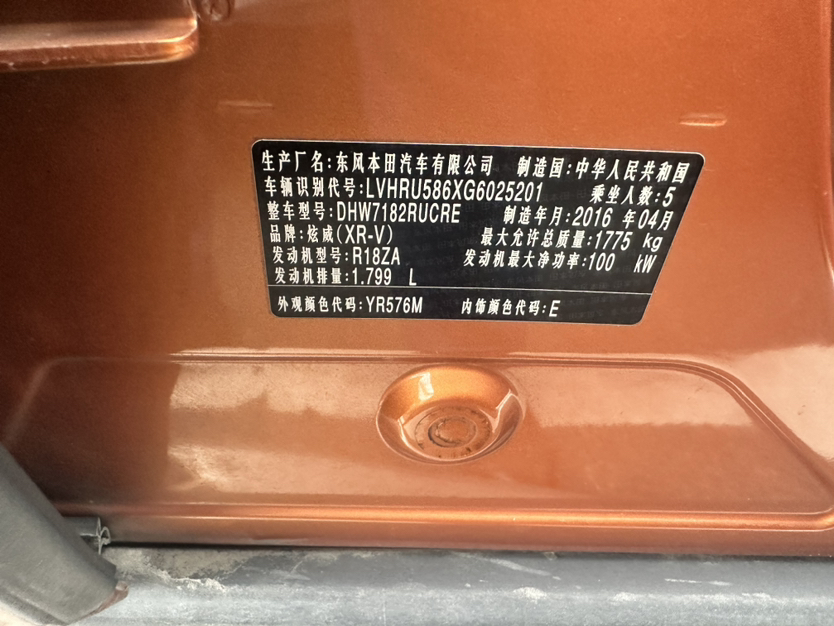 生产厂名:东风本田汽车有限公司 制造国:中华人民共和国
车辆识别代号:LVHRU586XG6025201 乘坐人数:5
整车型号:DHW7182RUCRE 制造年月:2016 年04月
品牌:炫威(XR-V) 最大允许总质量:1775 kg
发动机型号:R18ZA 发动机最大净功率:100 kW
发动机排量:1.799 L
外观颜色代码:YR576M 内饰颜色代码:E